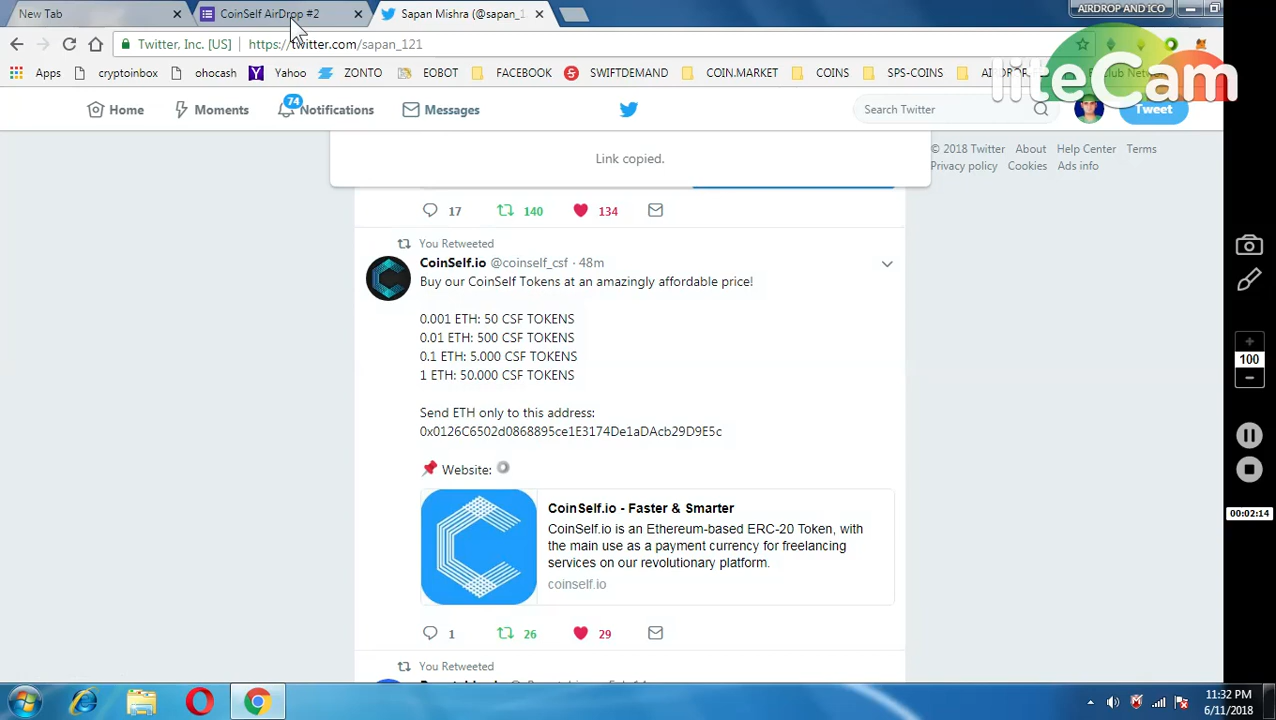 New Tab
CoinSelf AirDrop #2
Sapan Mishra (@sapan_1
AIRDROP AND ICO
Twitter, Inc. [US]
https://twitter.com/sapan_121
Apps
cryptoinbox
ohocash
Yahoo
ZONTO
EOBOT
FACEBOOK
SWIFTDEMAND
COIN.MARKET
COINS
SPS-COINS
liteCam
Home
Moments
74
Notifications
Messages
Search Twitter
Tweet
Link copied.
© 2018 Twitter About Help Center Terms
Privacy policy Cookies Ads info
17 140 134
You Retweeted
CoinSelf.io @coinself_csf · 48m
Buy our CoinSelf Tokens at an amazingly affordable price!
0.001 ETH: 50 CSF TOKENS
0.01 ETH: 500 CSF TOKENS
0.1 ETH: 5.000 CSF TOKENS
1 ETH: 50.000 CSF TOKENS
Send ETH only to this address:
0x0126C6502d0868895ce1E3174De1aDAcb29D9E5c
Website:
CoinSelf.io - Faster & Smarter
CoinSelf.io is an Ethereum-based ERC-20 Token, with
the main use as a payment currency for freelancing
services on our revolutionary platform.
coinself.io
1 26 29
You Retweeted
100
00:02:14
11:32 PM
6/11/2018